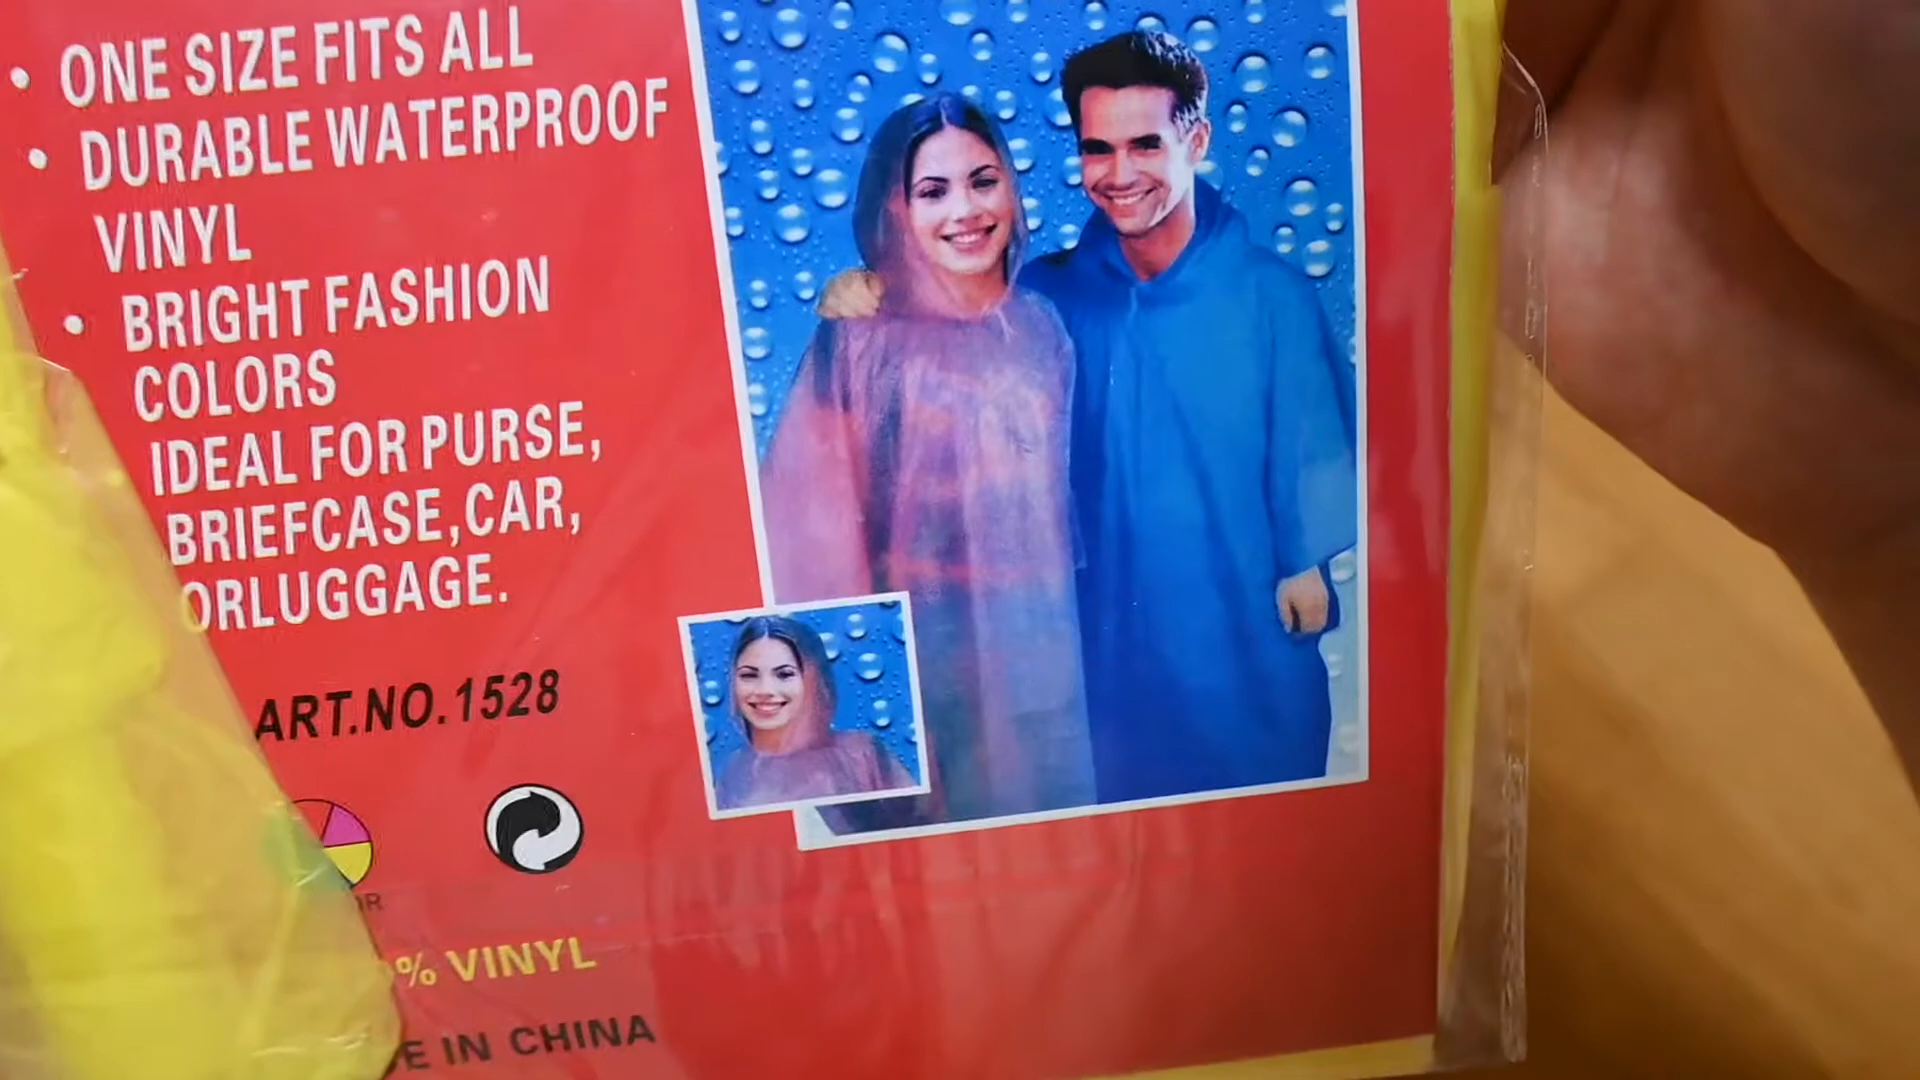 • ONE SIZE FITS ALL
• DURABLE WATERPROOF
VINYL
• BRIGHT FASHION
COLORS
IDEAL FOR PURSE,
BRIEFCASE,CAR,
ORLUGGAGE.
ART.NO.1528
% VINYL
IN CHINA